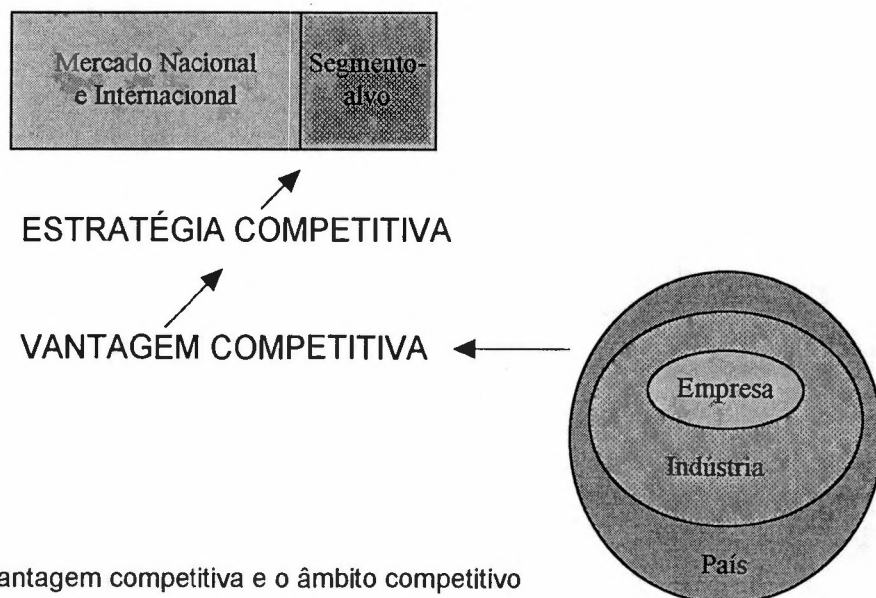 Mercado Nacional
e Internacional
Segmento-
alvo
ESTRATÉGIA COMPETITIVA
VANTAGEM COMPETITIVA
Empresa
Indústria
País
antagem competitiva e o âmbito competitivo